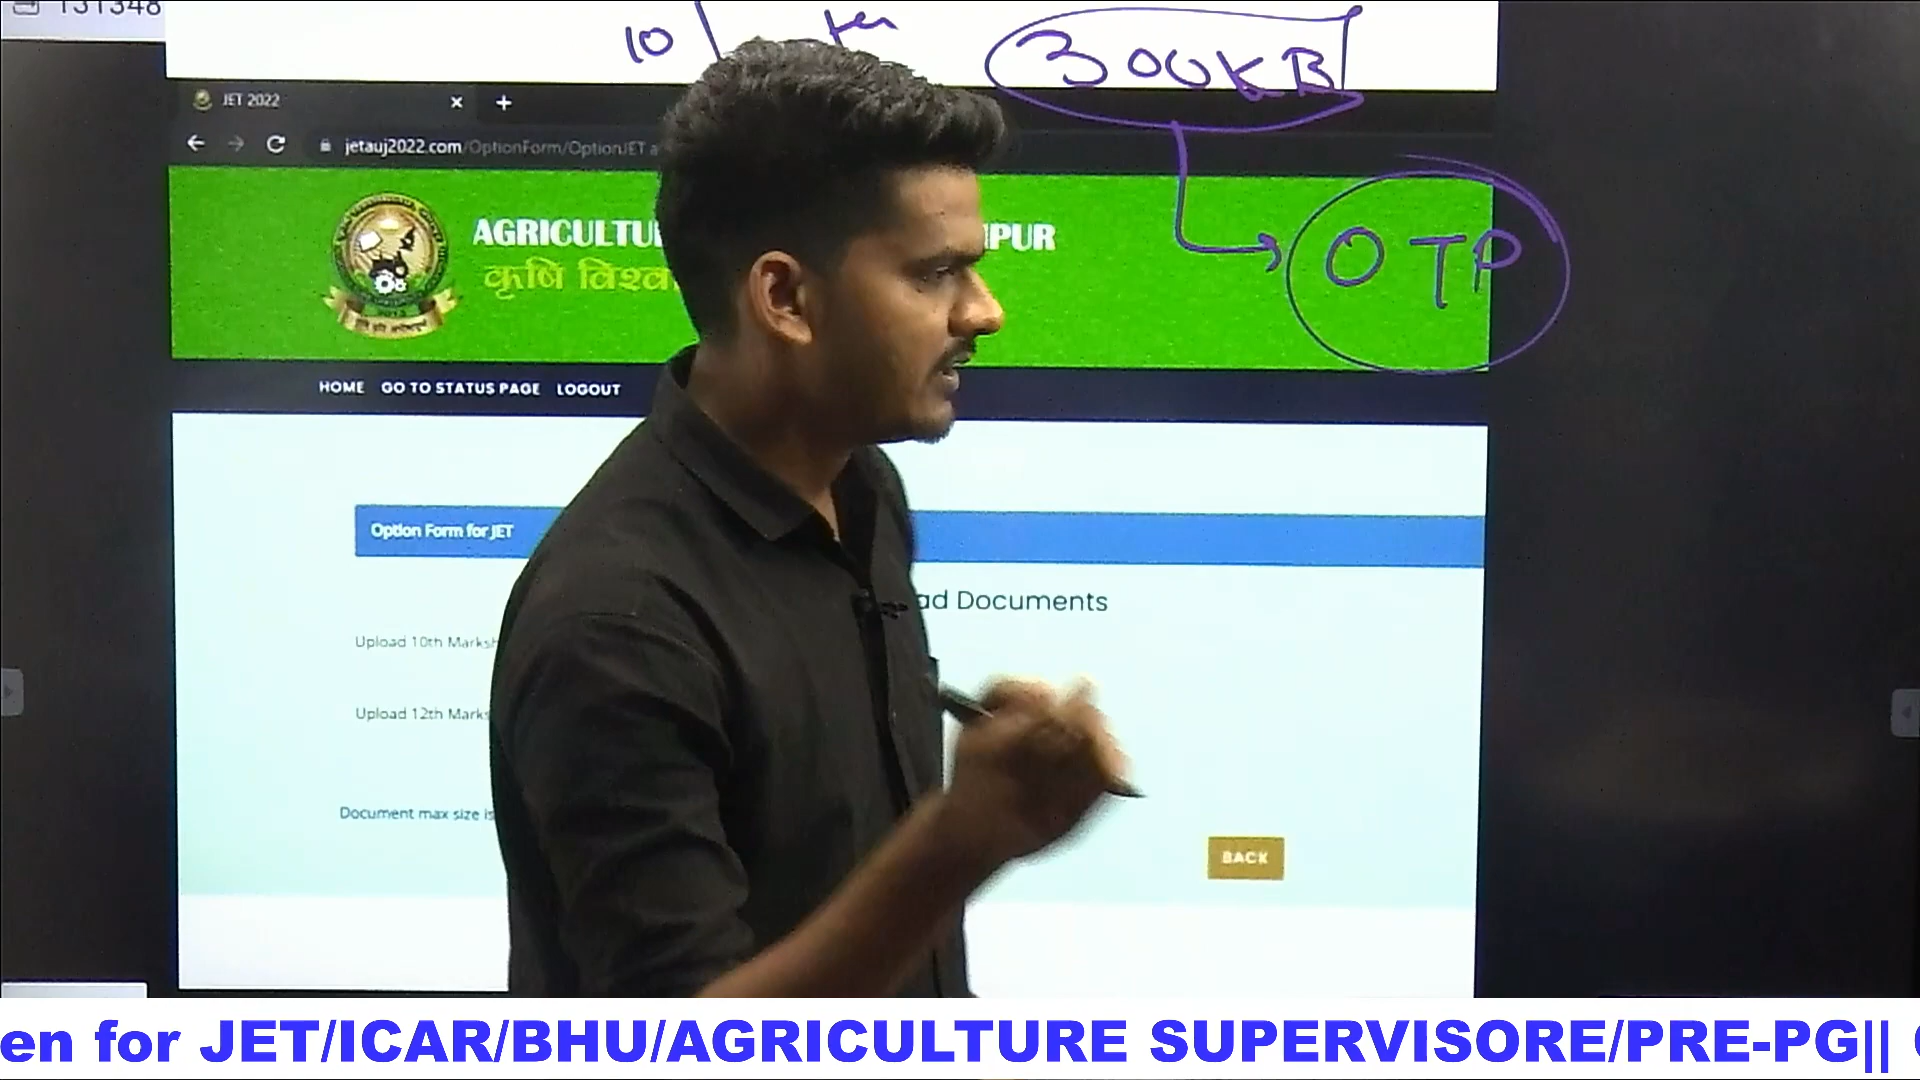 131348
10
300KB
JET 2022
jetauj2022.com/OptionForm/OptionJET
OTP
AGRICULTU IPUR
कृषि विश्व
HOME GO TO STATUS PAGE LOGOUT
Option Form for JET
ad Documents
Upload 10th Marksh
Upload 12th Marks
Document max size is
BACK
en for JET/ICAR/BHU/AGRICULTURE SUPERVISORE/PRE-PG||